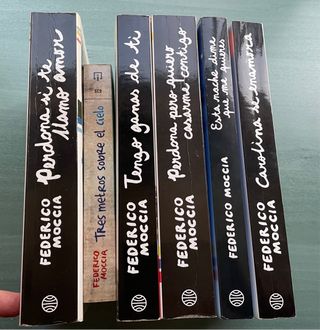 Perdona si te
llamo amor
FEDERICO
MOCCIA
Tres metros sobre el cielo
FEDERICO
MOCCIA
Tengo ganas de ti
FEDERICO
MOCCIA
Perdona pero quiero
casarme contigo
FEDERICO
MOCCIA
Esta noche dime
que me quieres
FEDERICO MOCCIA
Carolina se enamora
FEDERICO
MOCCIA